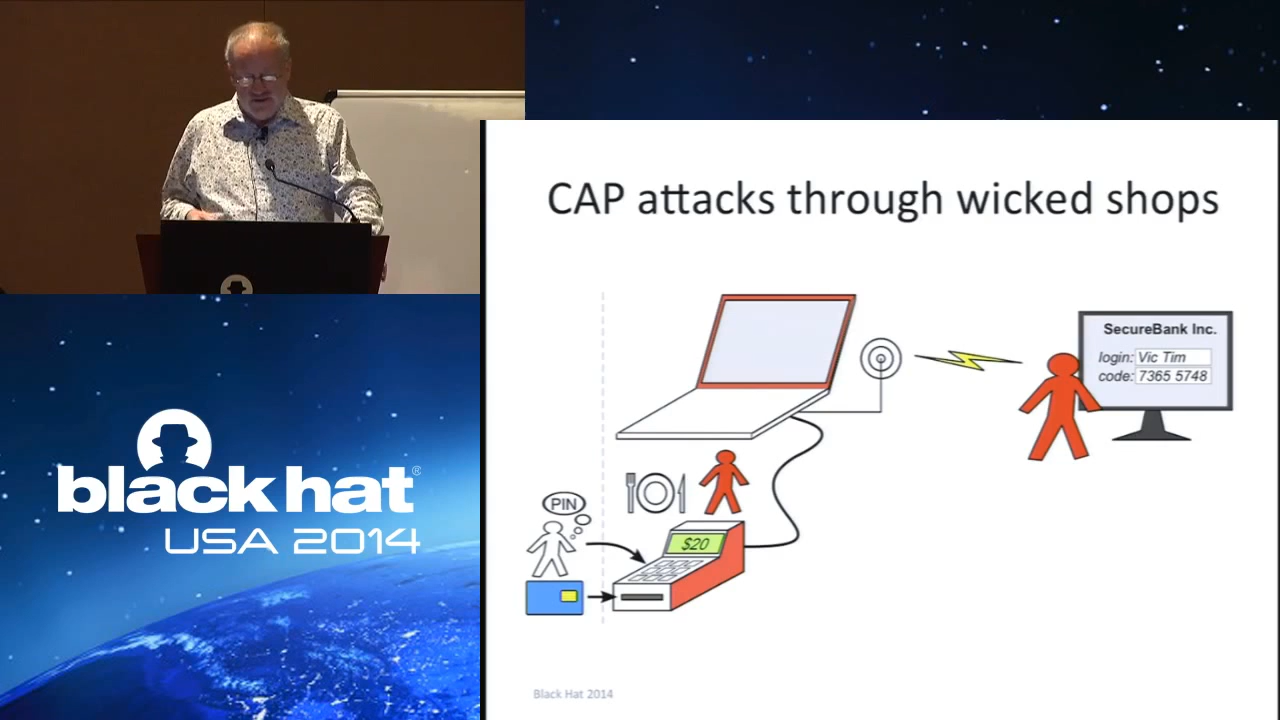 CAP attacks through wicked shops
SecureBank Inc.
login: Vic Tim
code: 7365 5748
PIN
$20
black hat®
USA 2014
Black Hat 2014